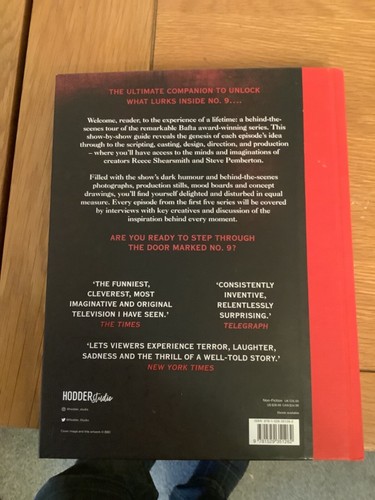 THE ULTIMATE COMPANION TO UNLOCK
WHAT LURKS INSIDE NO. 9....
Welcome, reader, to the experience of a lifetime: a behind-the-
scenes tour of the remarkable Bafta award-winning series. This
show-by-show guide reveals the genesis of each episode's idea
through to the scripting, casting, design, direction, and production
– where you'll have access to the minds and imaginations of
creators Reece Shearsmith and Steve Pemberton.
Filled with the show's dark humour and behind-the-scenes
photographs, production stills, mood boards and concept
drawings, you'll find yourself delighted and disturbed in equal
measure. Every episode from the first five series will be covered
by interviews with key creatives and discussion of the
inspiration behind every moment.
ARE YOU READY TO STEP THROUGH
THE DOOR MARKED NO. 9?
'THE FUNNIEST,
CLEVEREST, MOST
IMAGINATIVE AND ORIGINAL
TELEVISION I HAVE SEEN.'
THE TIMES
'CONSISTENTLY
INVENTIVE,
RELENTLESSLY
SURPRISING.'
TELEGRAPH
'LETS VIEWERS EXPERIENCE TERROR, LAUGHTER,
SADNESS AND THE THRILL OF A WELL-TOLD STORY.'
NEW YORK TIMES
HODDER studio
Non-Fiction